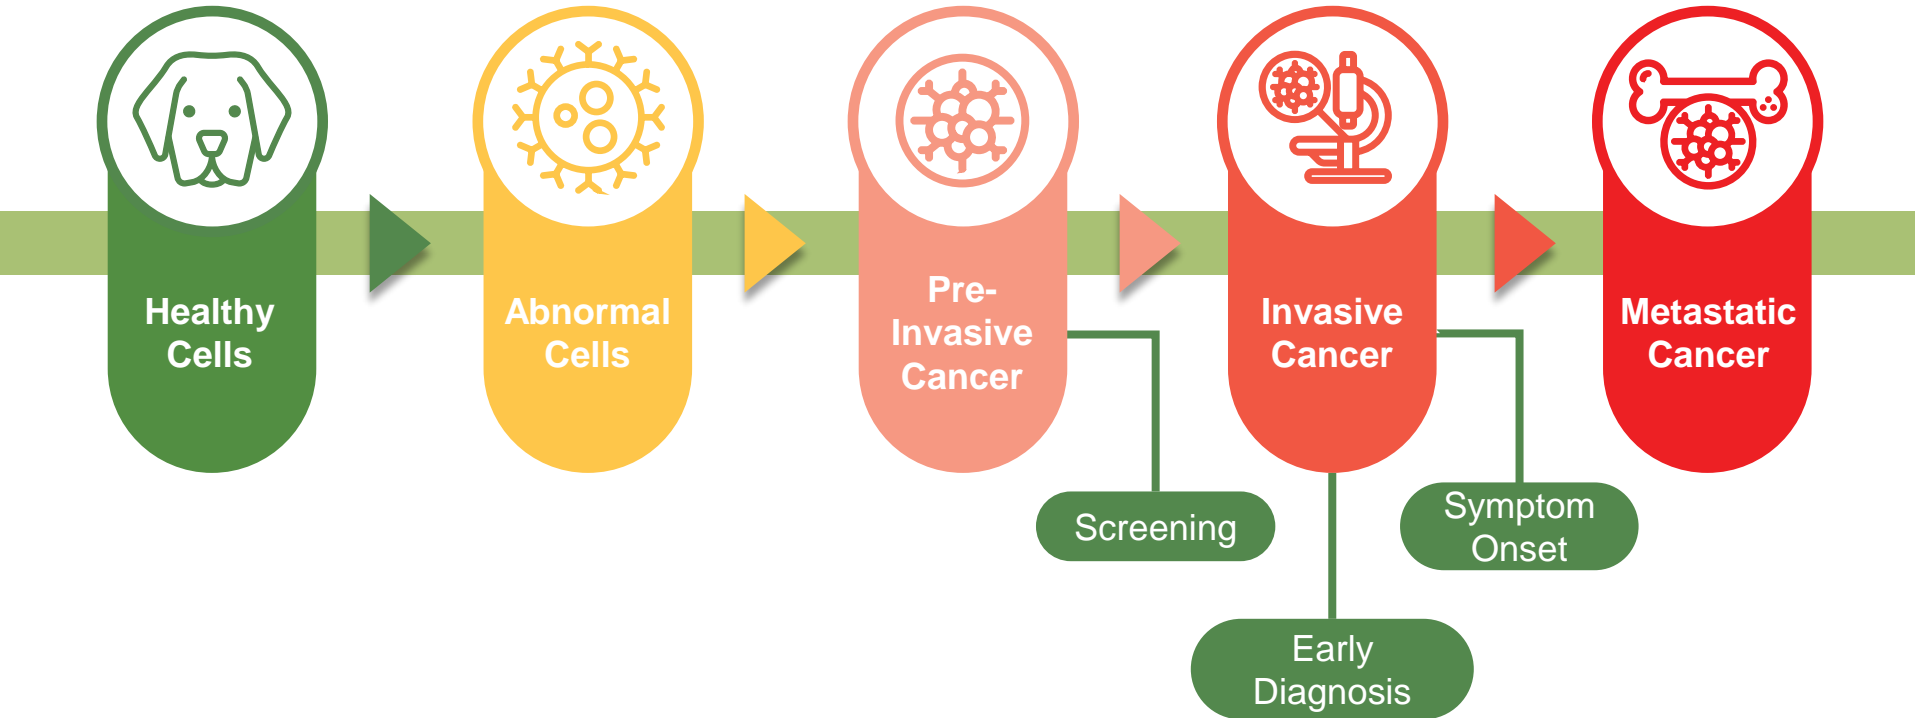 Healthy
Cells
Abnormal
Cells
Pre-
Invasive
Cancer
Invasive
Cancer
Metastatic
Cancer
Screening
Symptom
Onset
Early
Diagnosis